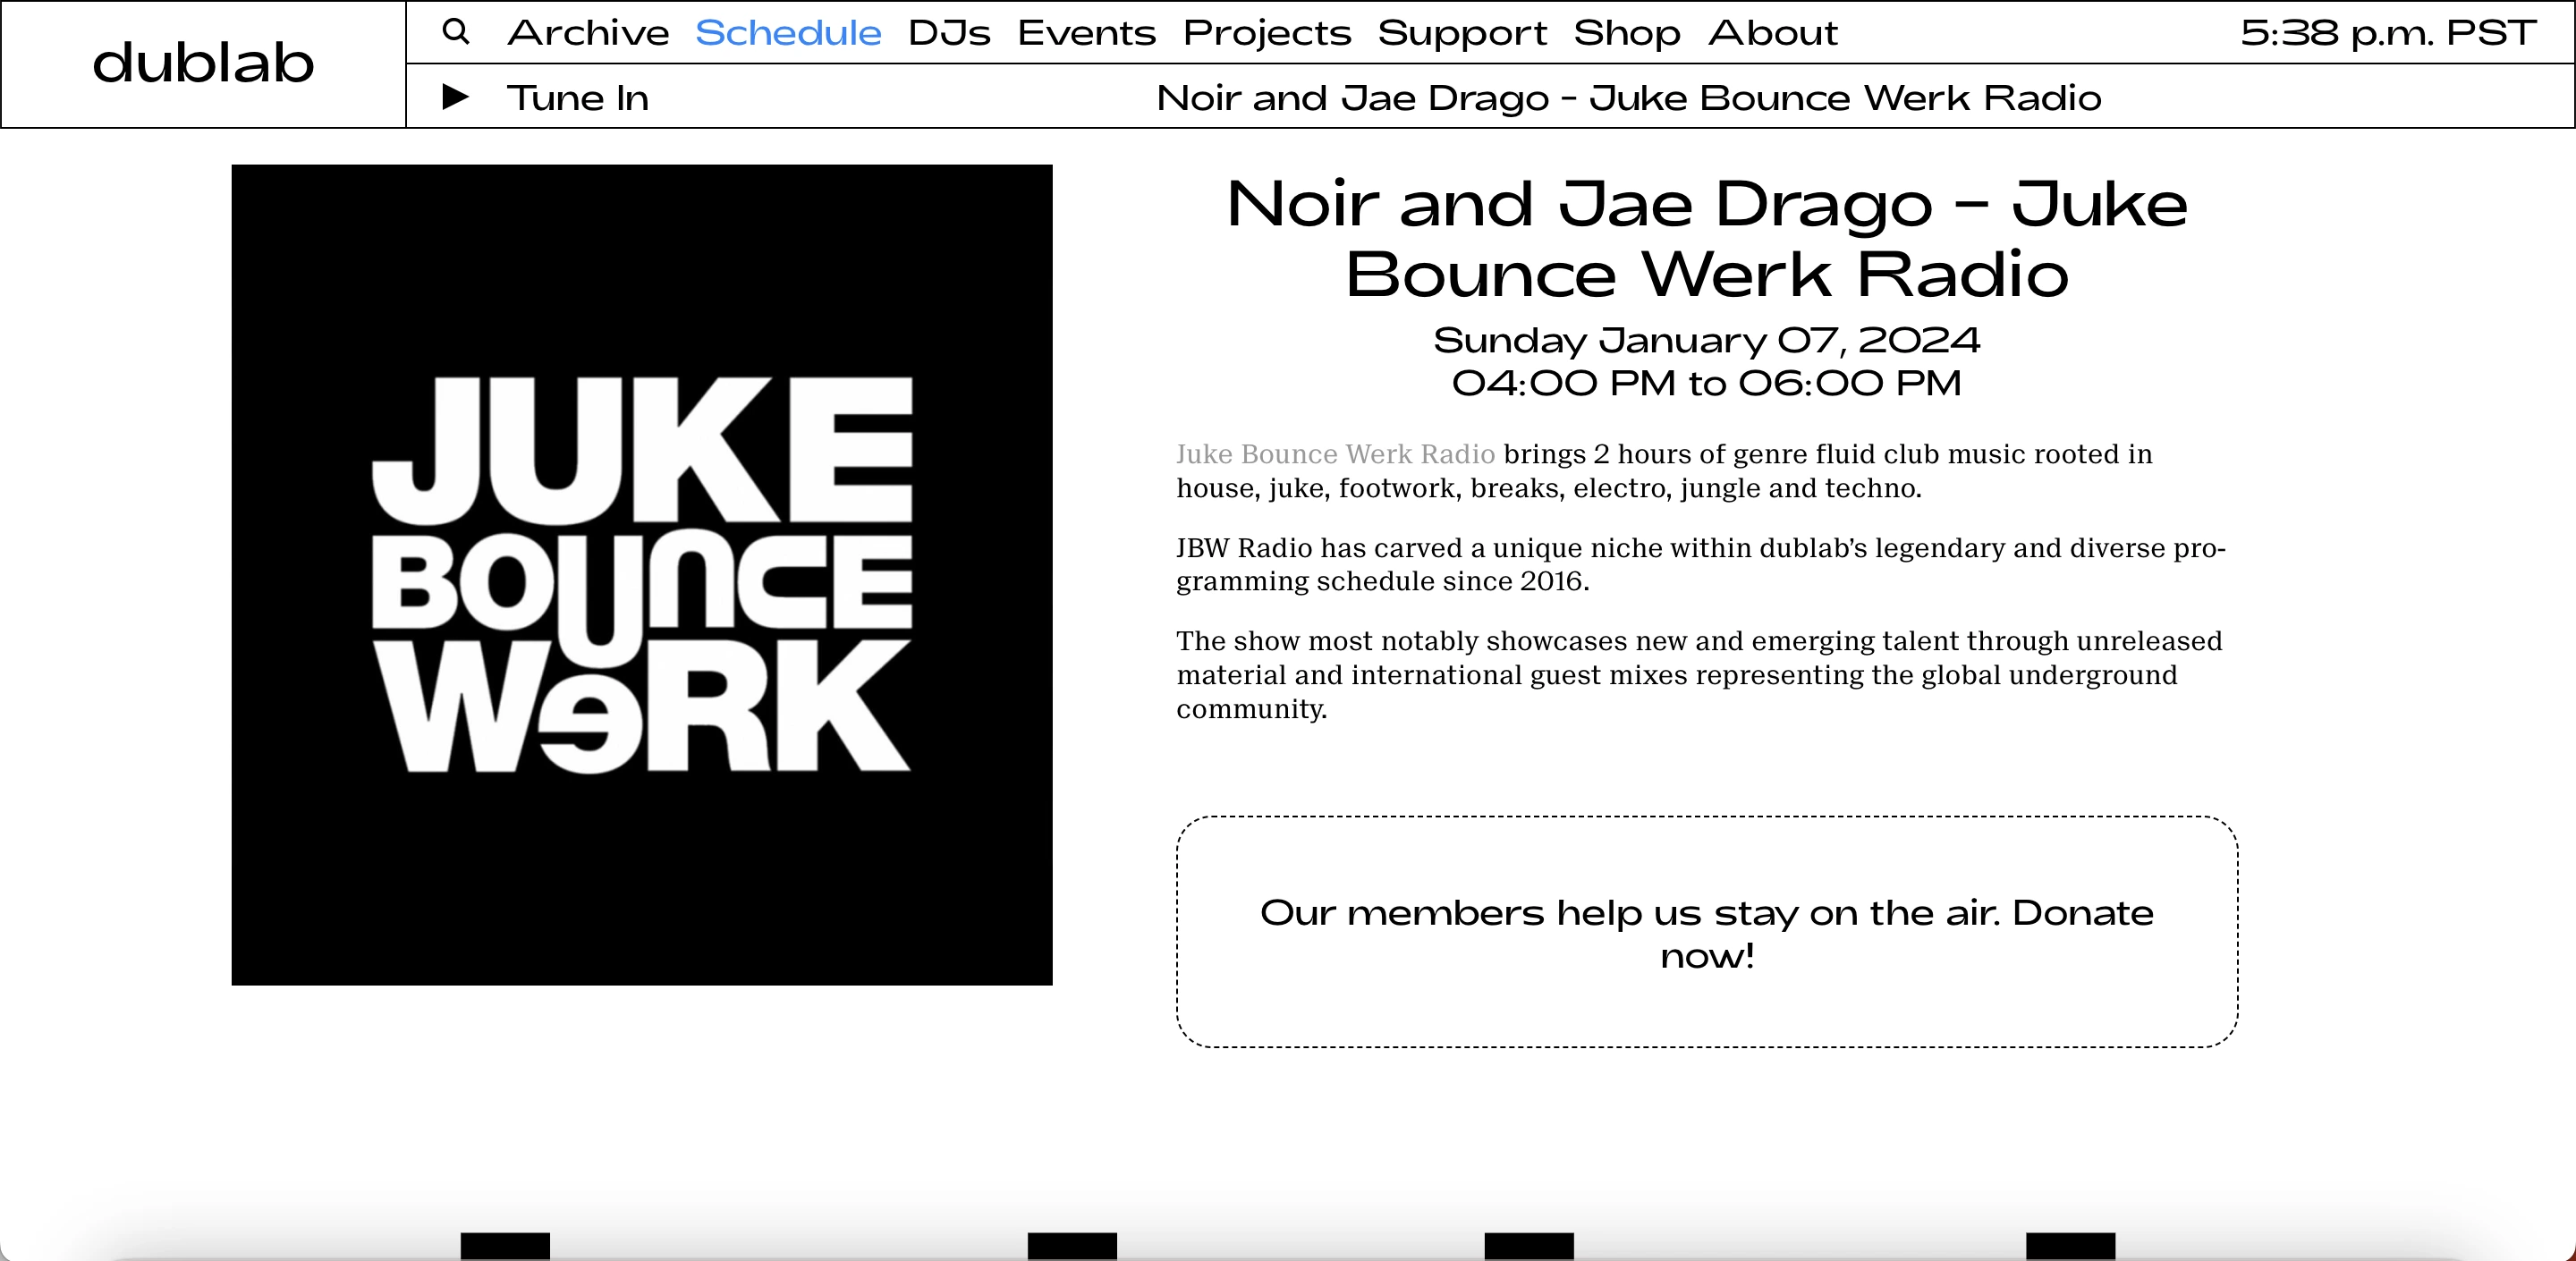 dublab
Archive Schedule DJs Events Projects Support Shop About
5:38 p.m. PST
Tune In
Noir and Jae Drago – Juke Bounce Werk Radio
JUKE
BOUNCE
WeRK
Noir and Jae Drago – Juke
Bounce Werk Radio
Sunday January 07, 2024
04:00 PM to 06:00 PM
Juke Bounce Werk Radio brings 2 hours of genre fluid club music rooted in
house, juke, footwork, breaks, electro, jungle and techno.
JBW Radio has carved a unique niche within dublab’s legendary and diverse pro-
gramming schedule since 2016.
The show most notably showcases new and emerging talent through unreleased
material and international guest mixes representing the global underground
community.
Our members help us stay on the air. Donate
now!